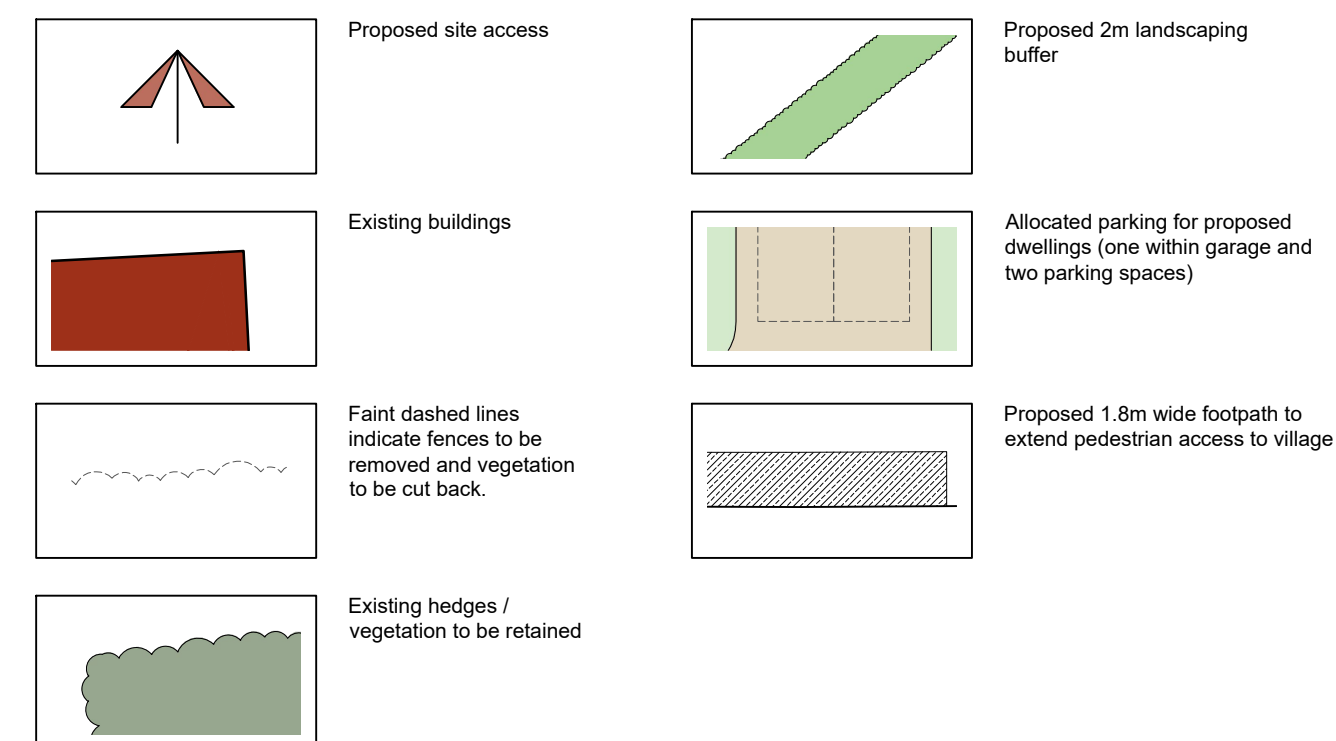 Proposed site access
Existing buildings
Faint dashed lines
indicate fences to be
removed and vegetation
to be cut back.
Existing hedges /
vegetation to be retained
Proposed 2m landscaping
buffer
Allocated parking for proposed
dwellings (one within garage and
two parking spaces)
Proposed 1.8m wide footpath to
extend pedestrian access to village